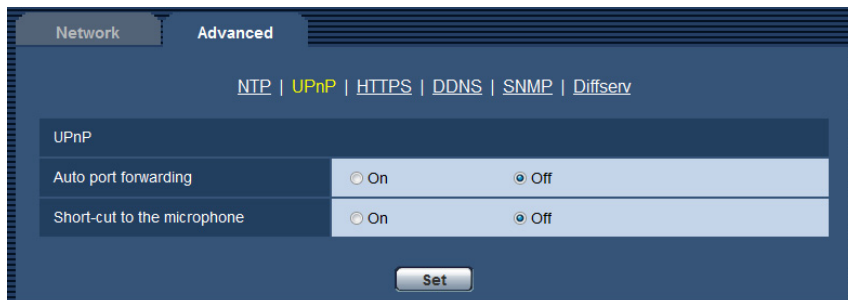 Network Advanced
NTP | UPnP | HTTPS | DDNS | SNMP | Diffserv
UPnP
Auto port forwarding On Off
Short-cut to the microphone On Off
Set